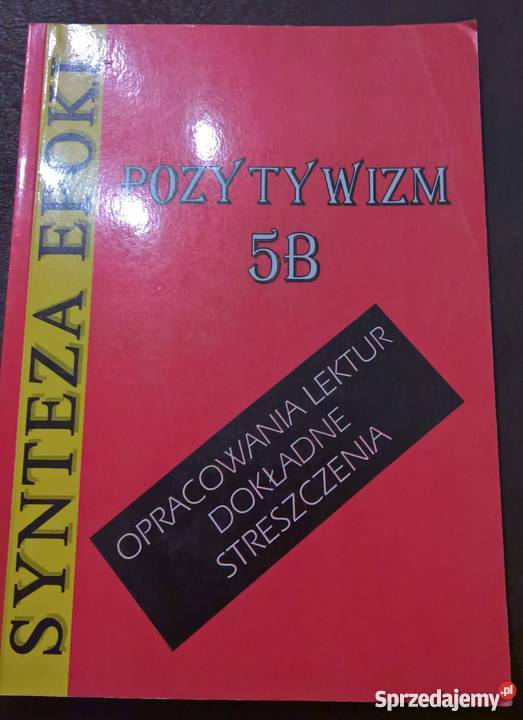 SYNTEZA EPOKI
POZYTYWIZM
5B
OPRACOWANIA LEKTUR
DOKŁADNE
STRESZCZENIA
Sprzedajemy.pl